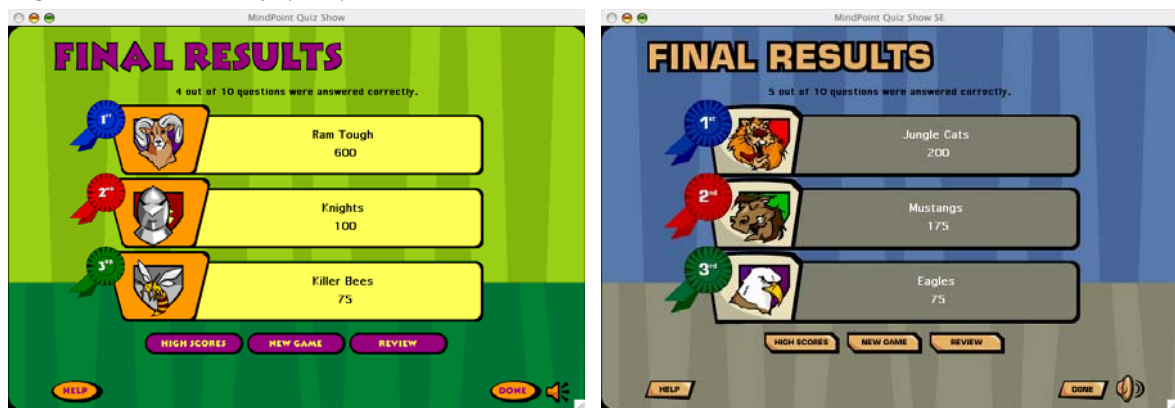 MindPoint Quiz Show
FINAL RESULTS
4 out of 10 questions were answered correctly.
1st
Ram Tough
600
2nd
Knights
100
3rd
Killer Bees
75
HIGH SCORES
NEW GAME
REVIEW
HELP
DONE
MindPoint Quiz Show SE
FINAL RESULTS
5 out of 10 questions were answered correctly.
1st
Jungle Cats
200
2nd
Mustangs
175
3rd
Eagles
75
HIGH SCORES
NEW GAME
REVIEW
HELP
DONE